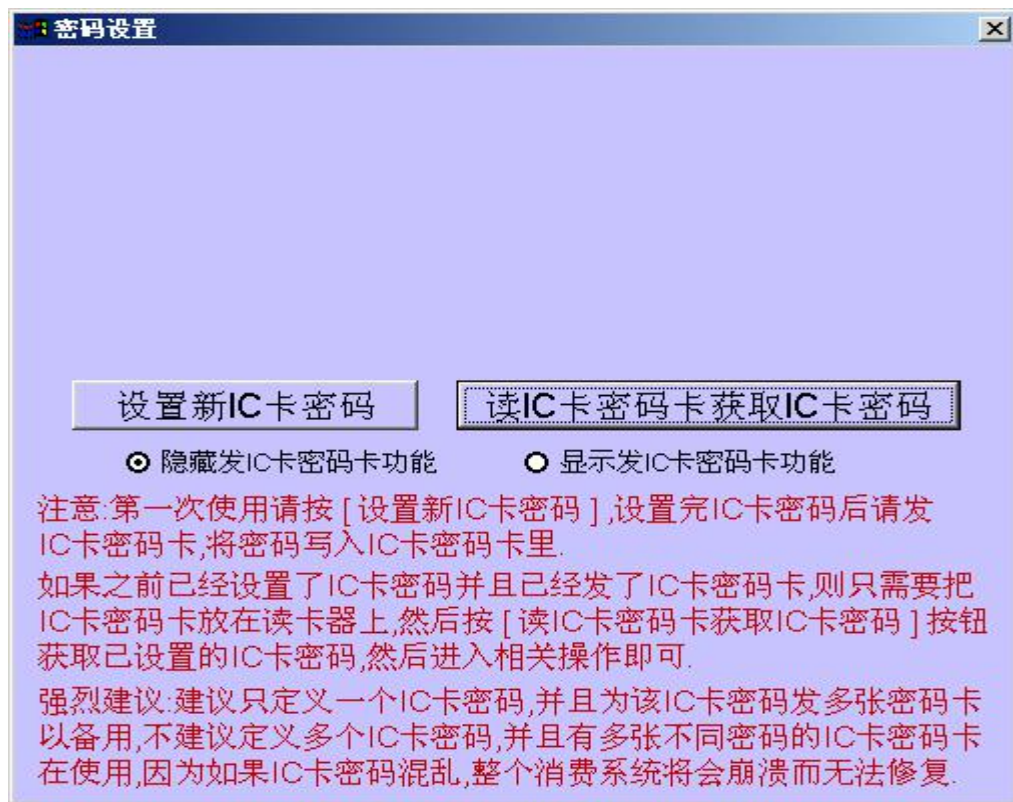 密码设置
设置新IC卡密码 读IC卡密码卡获取IC卡密码
隐藏发IC卡密码卡功能 显示发IC卡密码卡功能
注意:第一次使用请按 [ 设置新IC卡密码 ] ,设置完IC卡密码后请发
IC卡密码卡,将密码写入IC卡密码卡里.
如果之前已经设置了IC卡密码并且已经发了IC卡密码卡,则只需要把
IC卡密码卡放在读卡器上,然后按 [ 读IC卡密码卡获取IC卡密码 ] 按钮
获取已设置的IC卡密码,然后进入相关操作即可.
强烈建议:建议只定义一个IC卡密码,并且为该IC卡密码发多张密码卡
以备用,不建议定义多个IC卡密码,并且有多张不同密码的IC卡密码卡
在使用,因为如果IC卡密码混乱,整个消费系统将会崩溃而无法修复.